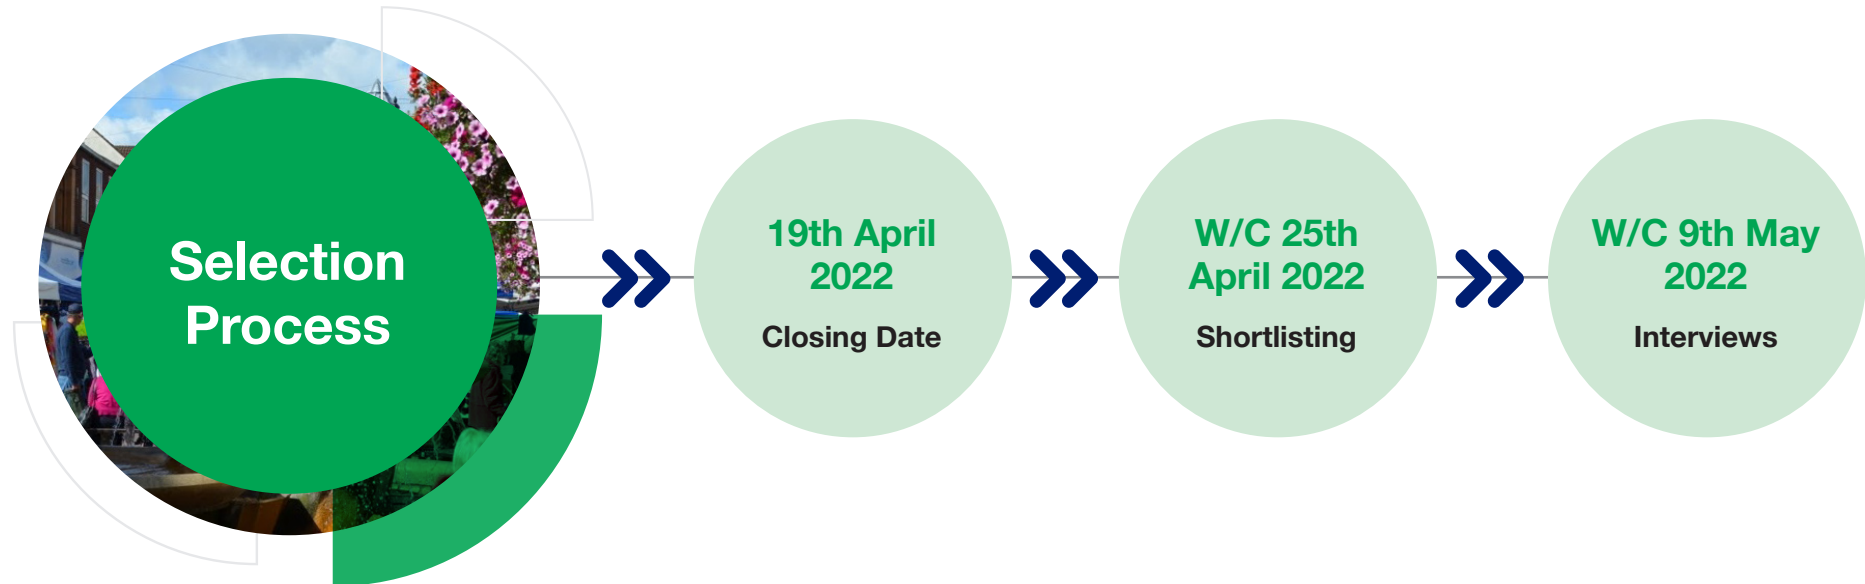 Selection
Process
19th April
2022
Closing Date
W/C 25th
April 2022
Shortlisting
W/C 9th May
2022
Interviews